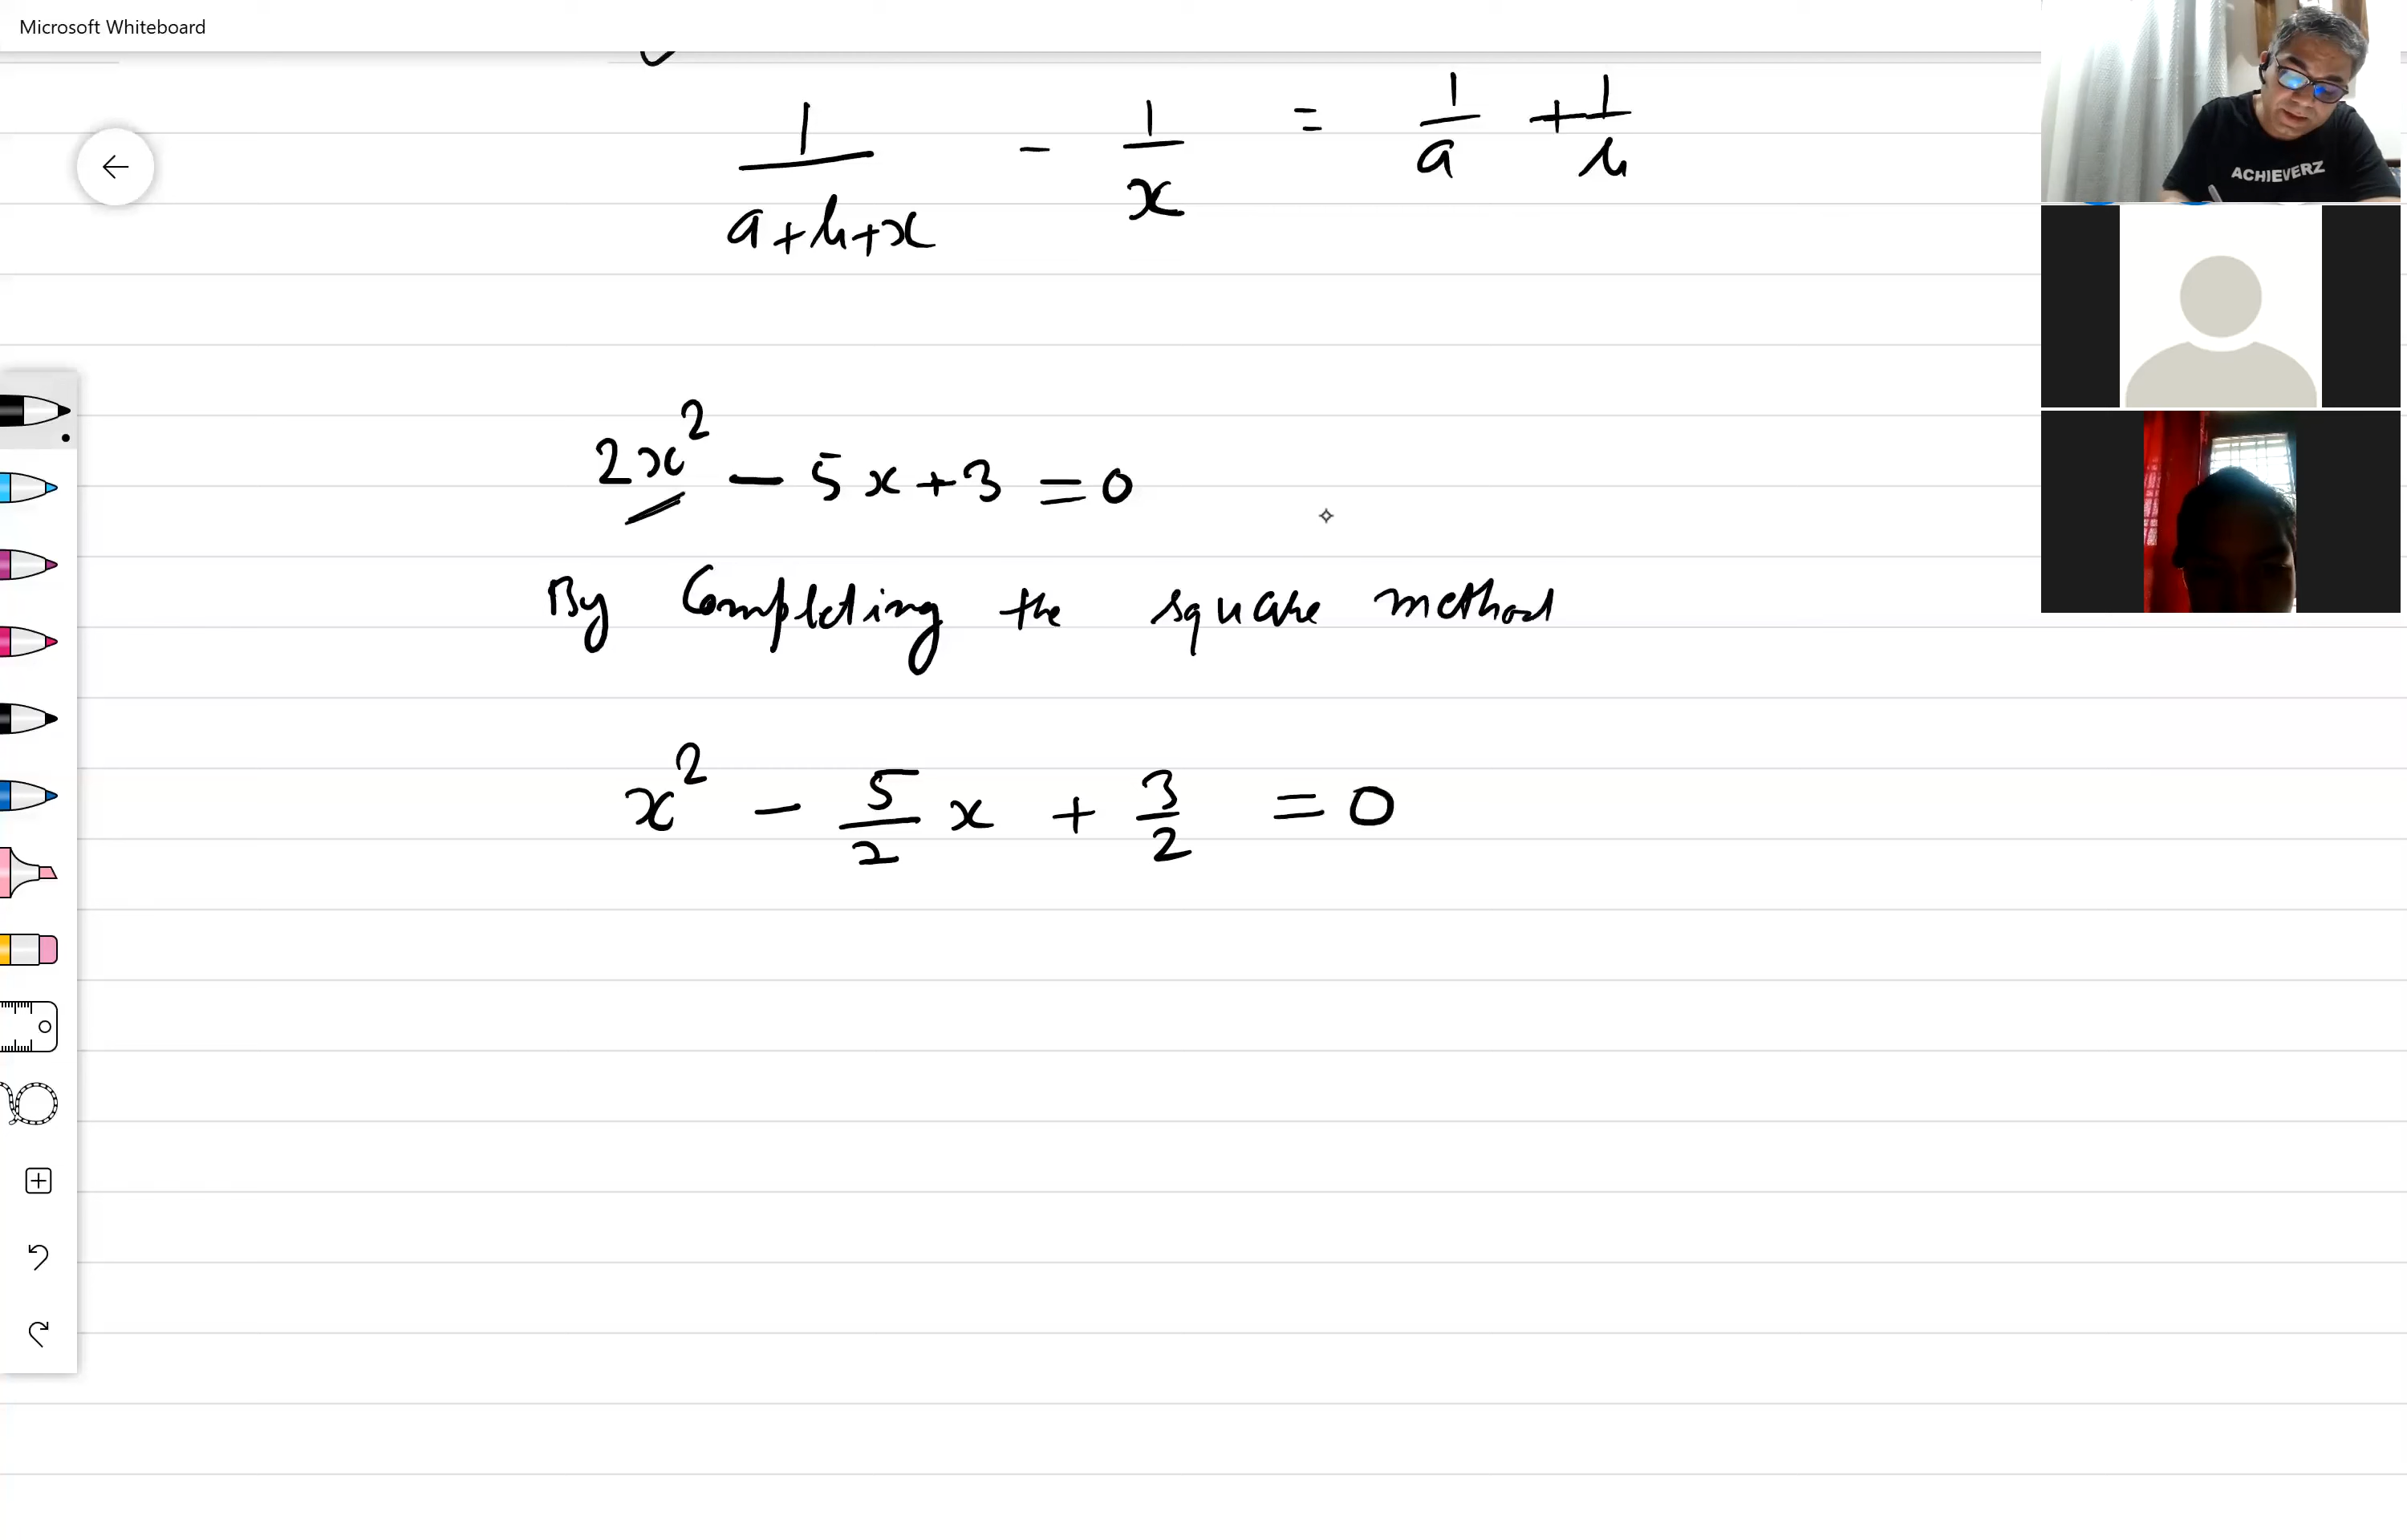 Microsoft Whiteboard
1/(a+b+x) - 1/x = 1/a + 1/b
ACHIEVERZ
2x² - 5x + 3 = 0
By Completing the square method
x² - 5/2 x + 3/2 = 0